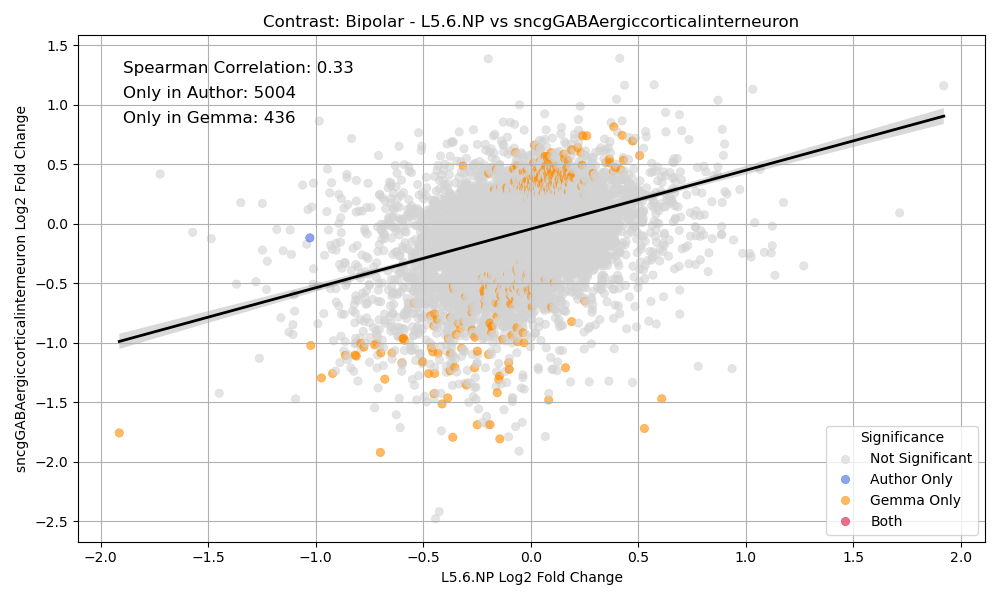 Contrast: Bipolar - L5.6.NP vs sncgGABAergiccorticalinterneuron
Spearman Correlation: 0.33
Only in Author: 5004
Only in Gemma: 436
sncgGABAergiccorticalinterneuron Log2 Fold Change
1.5
1.0
0.5
0.0
−0.5
−1.0
−1.5
−2.0
−2.5
Significance
Not Significant
Author Only
Gemma Only
Both
−2.0 −1.5 −1.0 −0.5 0.0 0.5 1.0 1.5 2.0
L5.6.NP Log2 Fold Change